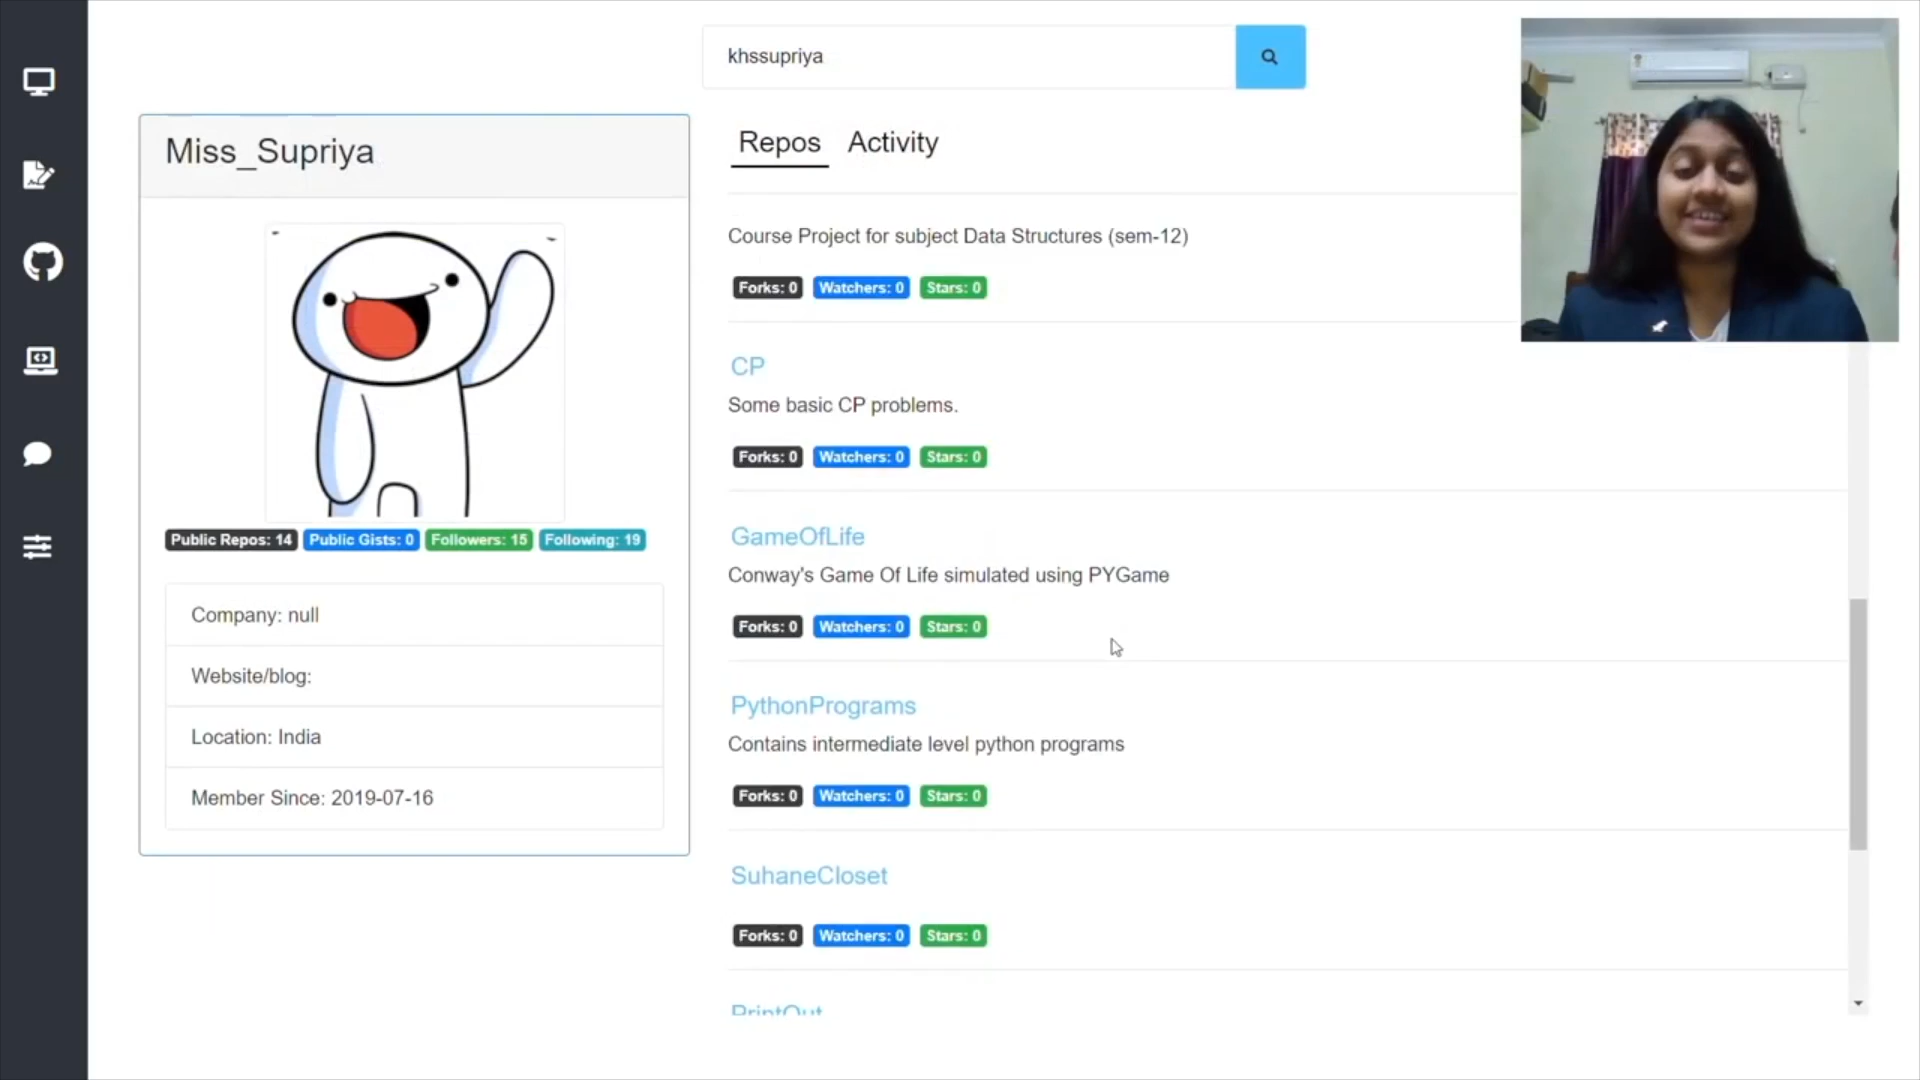 khssupriya
Miss_Supriya
Public Repos: 14 Public Gists: 0 Followers: 15 Following: 19
Company: null
Website/blog:
Location: India
Member Since: 2019-07-16
Repos Activity
Course Project for subject Data Structures (sem-12)
Forks: 0 Watchers: 0 Stars: 0
CP
Some basic CP problems.
Forks: 0 Watchers: 0 Stars: 0
GameOfLife
Conway's Game Of Life simulated using PYGame
Forks: 0 Watchers: 0 Stars: 0
PythonPrograms
Contains intermediate level python programs
Forks: 0 Watchers: 0 Stars: 0
SuhaneCloset
Forks: 0 Watchers: 0 Stars: 0
PrintOut